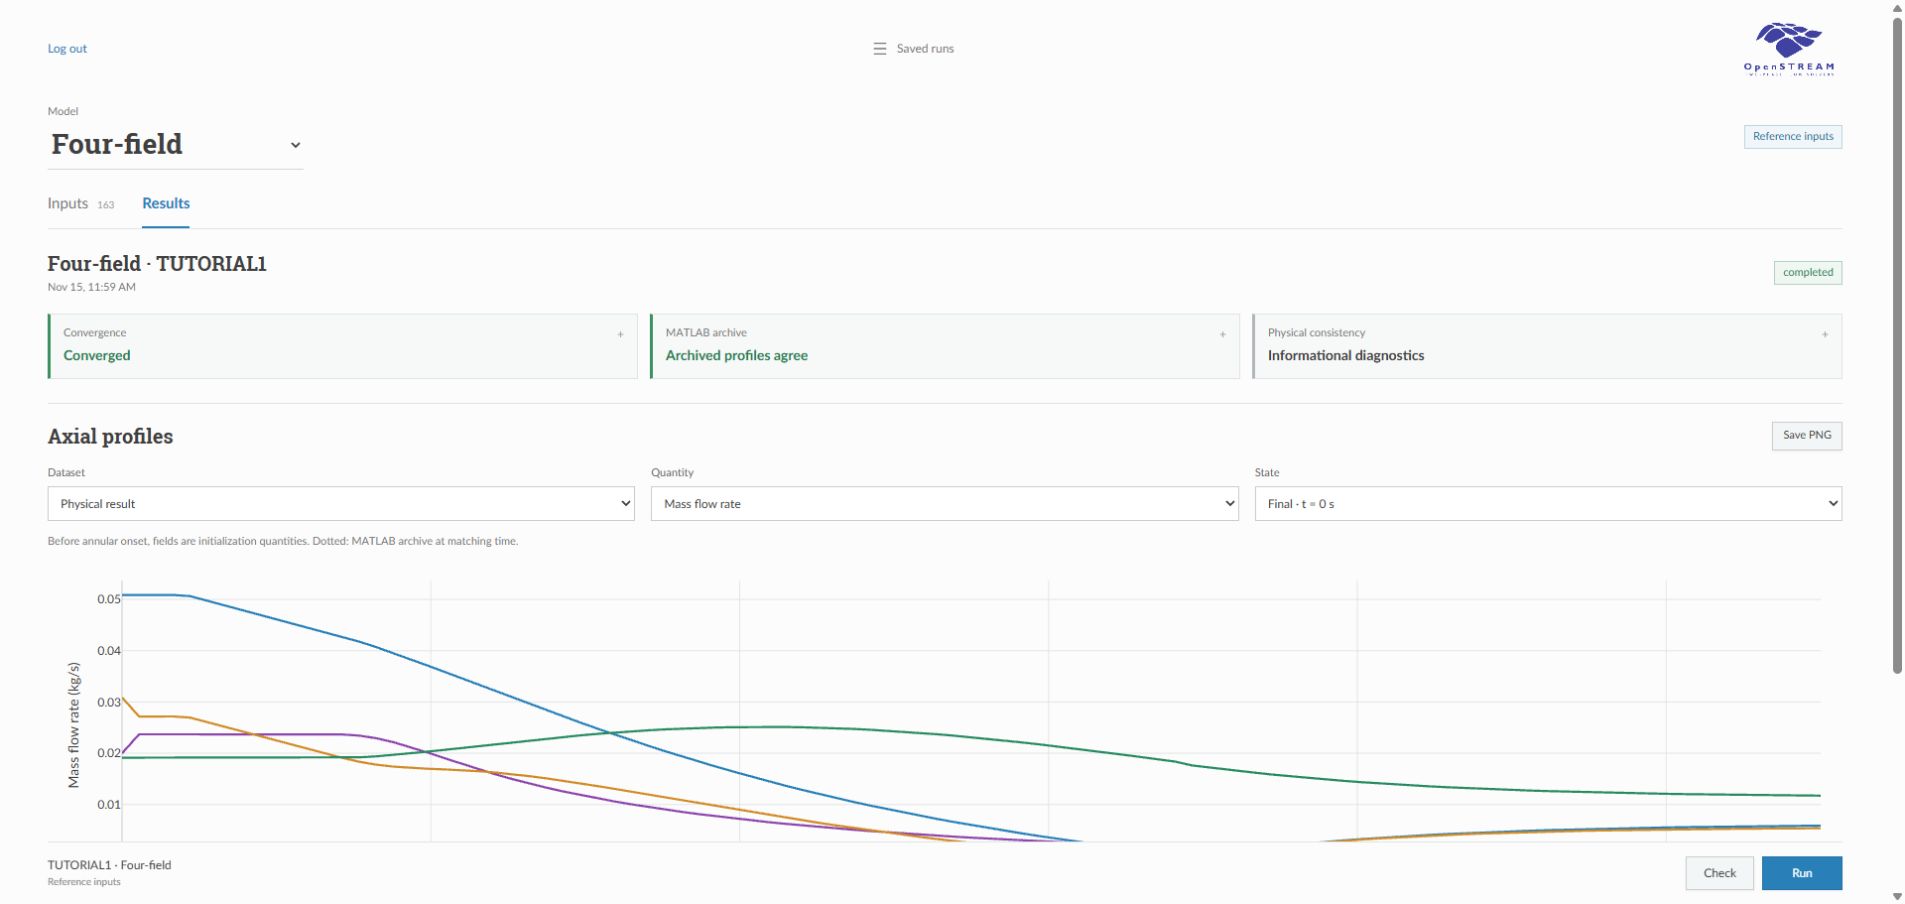 Log out
Saved runs
OpenSTREAM
Model
Four-field
Reference inputs
Inputs 163
Results
Four-field · TUTORIAL1
Nov 15, 11:59 AM
completed
Convergence +
Converged
MATLAB archive +
Archived profiles agree
Physical consistency +
Informational diagnostics
Axial profiles
Save PNG
Dataset
Physical result
Quantity
Mass flow rate
State
Final · t = 0 s
Before annular onset, fields are initialization quantities. Dotted: MATLAB archive at matching time.
Mass flow rate (kg/s)
0.05
0.04
0.03
0.02
0.01
TUTORIAL1 · Four-field
Reference inputs
Check
Run